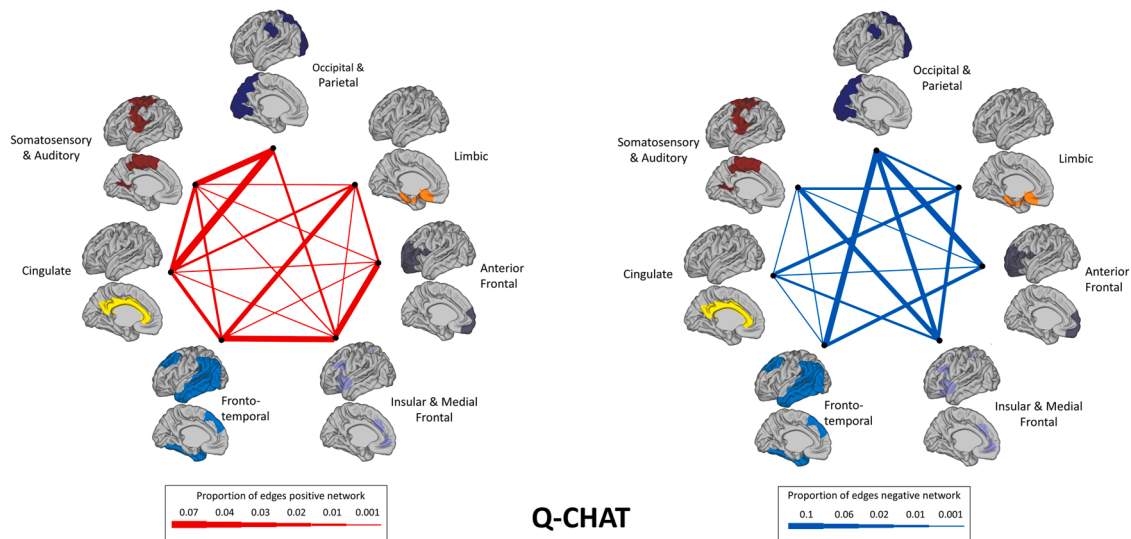 Occipital &
Parietal
Somatosensory
& Auditory
Limbic
Cingulate
Anterior
Frontal
Fronto-
temporal
Insular & Medial
Frontal
Proportion of edges positive network
0.07 0.04 0.03 0.02 0.01 0.001
Q-CHAT
Occipital &
Parietal
Somatosensory
& Auditory
Limbic
Cingulate
Anterior
Frontal
Fronto-
temporal
Insular & Medial
Frontal
Proportion of edges negative network
0.1 0.06 0.02 0.01 0.001